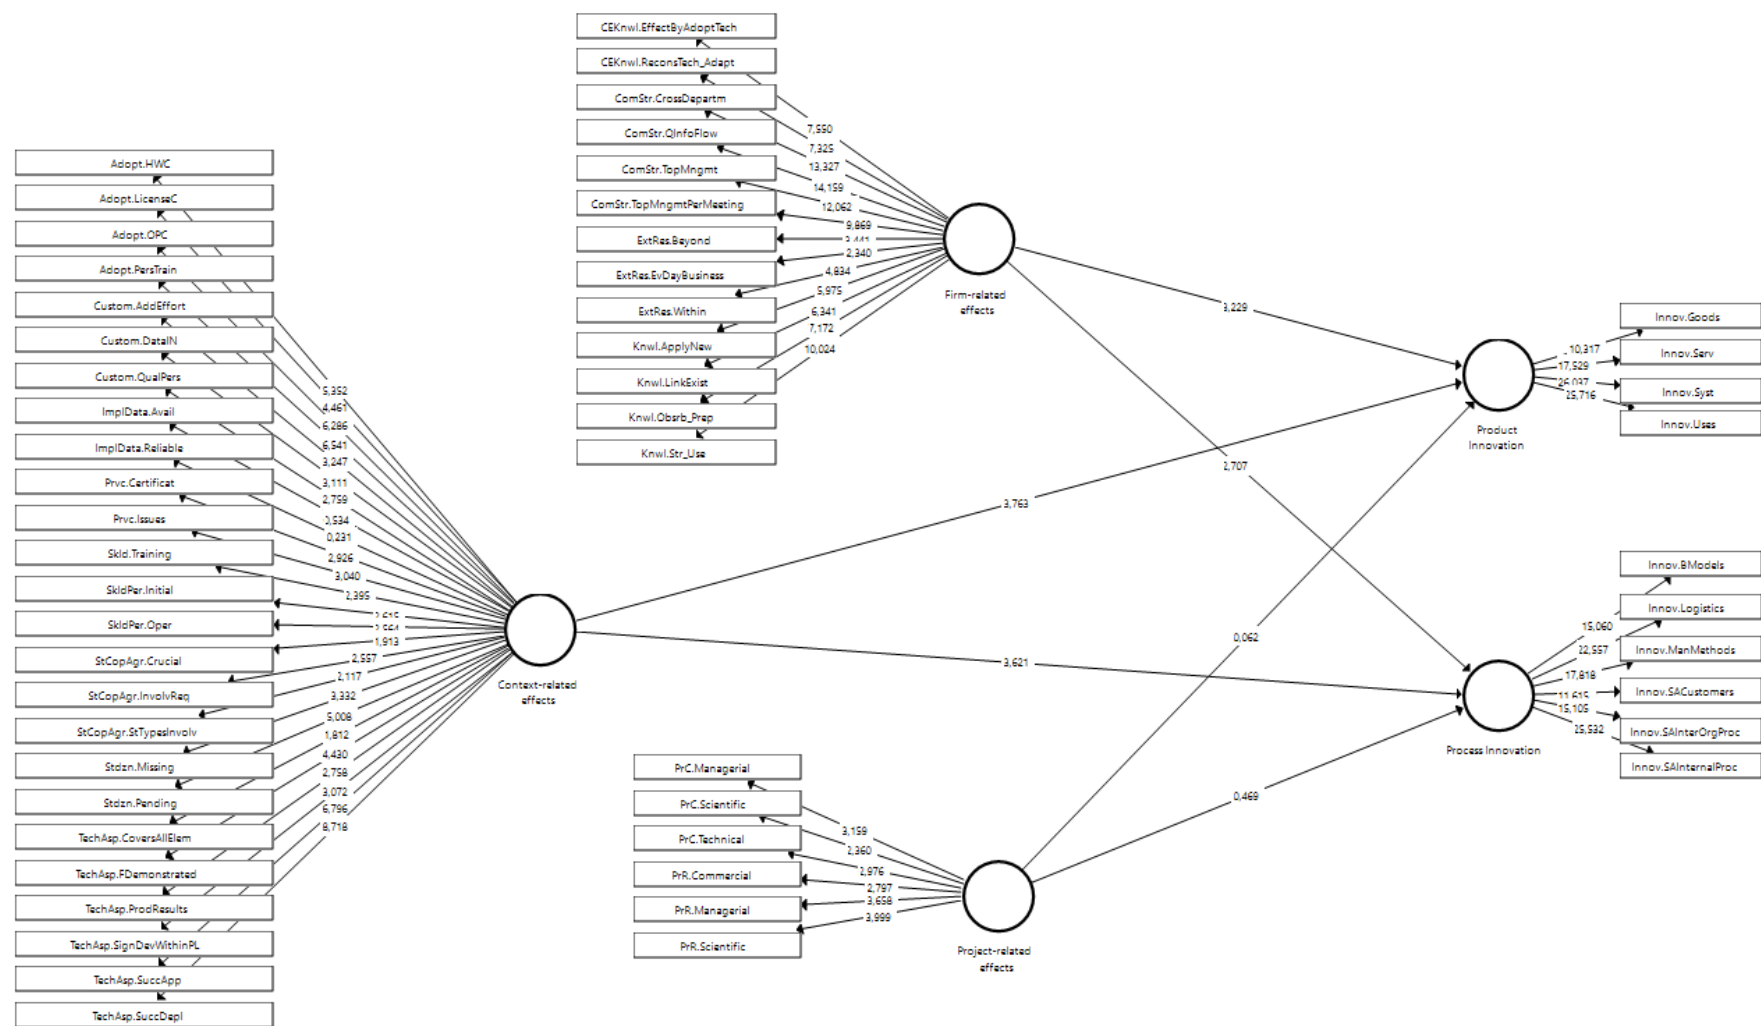 CEKnwl.EffectByAdoptTech
CEKnwl.ReconsTech_Adapt
ComStr.CrossDepartm
ComStr.QInfoFlow
ComStr.TopMngmt
ComStr.TopMngmtPerMeeting
ExtRes.Beyond
ExtRes.EvDayBusiness
ExtRes.Within
Knwl.ApplyNew
Knwl.LinkExist
Knwl.Obsrb_Prep
Knwl.Str_Use
7,550
7,325
13,327
14,159
12,062
9,869
2,340
4,834
5,975
6,341
7,172
10,024
Firm-related
effects
Adopt.HWC
Adopt.LicenseC
Adopt.OPC
Adopt.PersTrain
Custom.AddEffort
Custom.DataIN
Custom.QualPers
ImplData.Avail
ImplData.Reliable
Prvc.Certificat
Prvc.Issues
Skld.Training
SkldPer.Initial
SkldPer.Oper
StCopAgr.Crucial
StCopAgr.InvolvReq
StCopAgr.StTypesInvolv
Stdzn.Missing
Stdzn.Pending
TechAsp.CoversAllElem
TechAsp.FDemonstrated
TechAsp.ProdResults
TechAsp.SignDevWithinPL
TechAsp.SuccApp
TechAsp.SuccDepl
5,352
4,461
6,286
6,541
3,247
3,111
2,759
0,534
0,231
2,926
3,040
2,395
1,913
2,557
2,117
3,332
5,008
1,812
4,430
2,758
3,072
6,796
8,718
Context-related
effects
3,229
2,707
3,763
3,621
0,062
0,469
PrC.Managerial
PrC.Scientific
PrC.Technical
PrR.Commercial
PrR.Managerial
PrR.Scientific
3,159
2,360
2,976
2,797
3,658
3,999
Project-related
effects
Product
Innovation
10,317
17,529
26,037
25,716
Innov.Goods
Innov.Serv
Innov.Syst
Innov.Uses
Process Innovation
15,060
22,557
17,818
11,615
15,105
25,532
Innov.BModels
Innov.Logistics
Innov.ManMethods
Innov.SACustomers
Innov.SAInterOrgProc
Innov.SAInternalProc